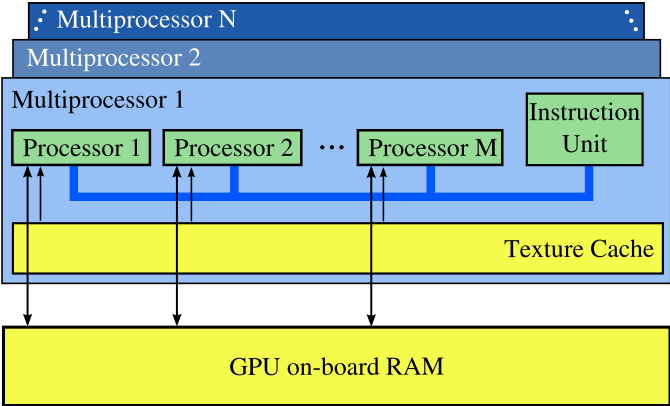 Multiprocessor N
Multiprocessor 2
Multiprocessor 1
Instruction
Unit
Processor 1
Processor 2
...
Processor M
Texture Cache
GPU on-board RAM